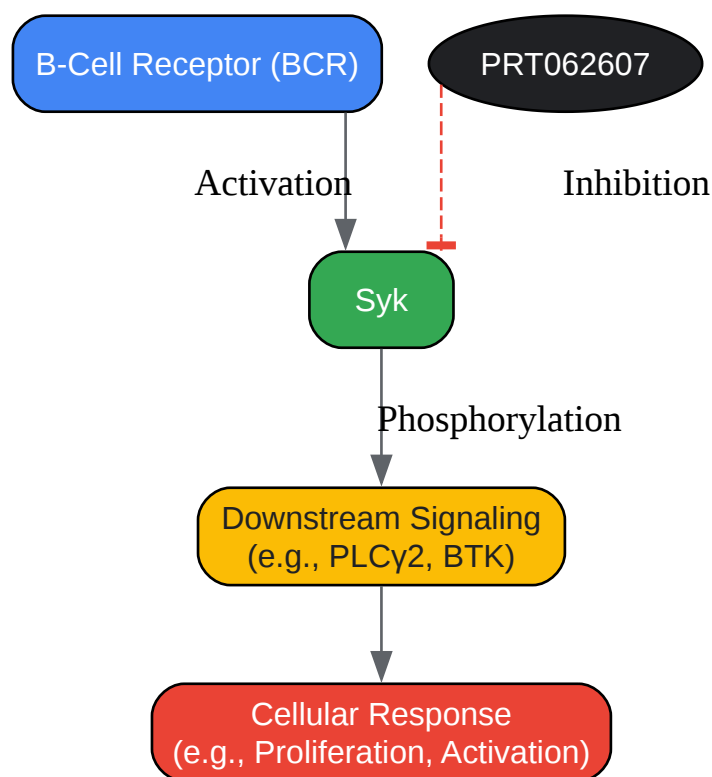 B-Cell Receptor (BCR)
PRT062607
Activation
Inhibition
Syk
Phosphorylation
Downstream Signaling
(e.g., PLCγ2, BTK)
Cellular Response
(e.g., Proliferation, Activation)